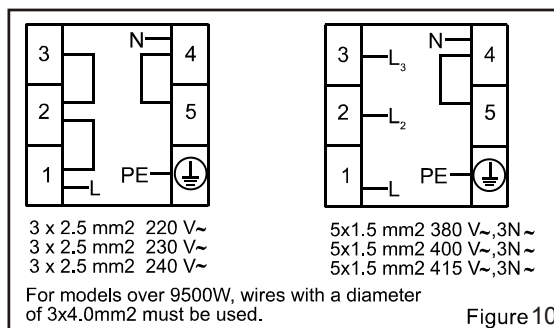 3 N 4
2 5
1 L PE
3 L₃ N 4
2 L₂ 5
1 L PE
3 x 2.5 mm2 220 V~
3 x 2.5 mm2 230 V~
3 x 2.5 mm2 240 V~
5x1.5 mm2 380 V~,3N~
5x1.5 mm2 400 V~,3N~
5x1.5 mm2 415 V~,3N~
For models over 9500W, wires with a diameter
of 3x4.0mm2 must be used.
Figure10